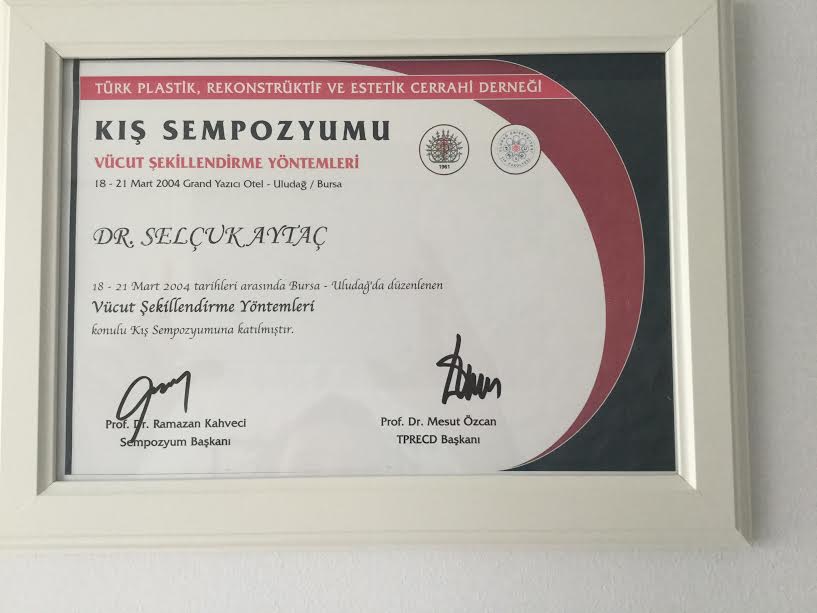 TÜRK PLASTİK, REKONSTRÜKTİF VE ESTETİK CERRAHİ DERNEĞİ
KIŞ SEMPOZYUMU
VÜCUT ŞEKİLLENDİRME YÖNTEMLERİ
18 - 21 Mart 2004 Grand Yazıcı Otel - Uludağ / Bursa
1961
DR. SELÇUK AYTAÇ
18 - 21 Mart 2004 tarihleri arasında Bursa - Uludağ'da düzenlenen
Vücut Şekillendirme Yöntemleri
konulu Kış Sempozyumuna katılmıştır.
Prof. Dr. Ramazan Kahveci
Sempozyum Başkanı
Prof. Dr. Mesut Özcan
TPRECD Başkanı